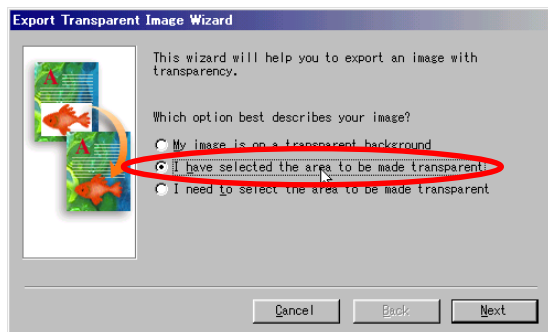 Export Transparent Image Wizard
This wizard will help you to export an image with
transparency.
Which option best describes your image?
My image is on a transparent background
I have selected the area to be made transparent
I need to select the area to be made transparent
A
A
Cancel
Back
Next